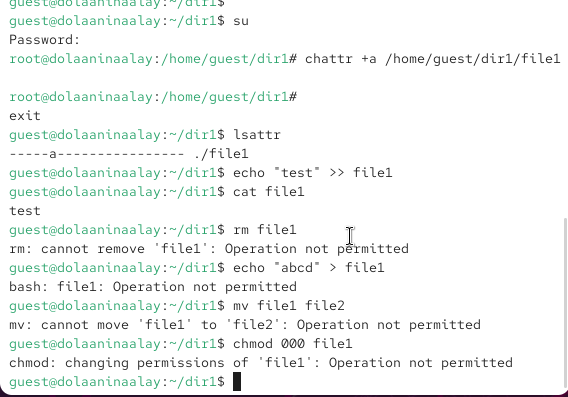 guest@dolaaninaalay:~/dir1$
guest@dolaaninaalay:~/dir1$ su
Password:
root@dolaaninaalay:/home/guest/dir1# chattr +a /home/guest/dir1/file1
root@dolaaninaalay:/home/guest/dir1#
exit
guest@dolaaninaalay:~/dir1$ lsattr
-----a---------------- ./file1
guest@dolaaninaalay:~/dir1$ echo "test" >> file1
guest@dolaaninaalay:~/dir1$ cat file1
test
guest@dolaaninaalay:~/dir1$ rm file1
rm: cannot remove 'file1': Operation not permitted
guest@dolaaninaalay:~/dir1$ echo "abcd" > file1
bash: file1: Operation not permitted
guest@dolaaninaalay:~/dir1$ mv file1 file2
mv: cannot move 'file1' to 'file2': Operation not permitted
guest@dolaaninaalay:~/dir1$ chmod 000 file1
chmod: changing permissions of 'file1': Operation not permitted
guest@dolaaninaalay:~/dir1$